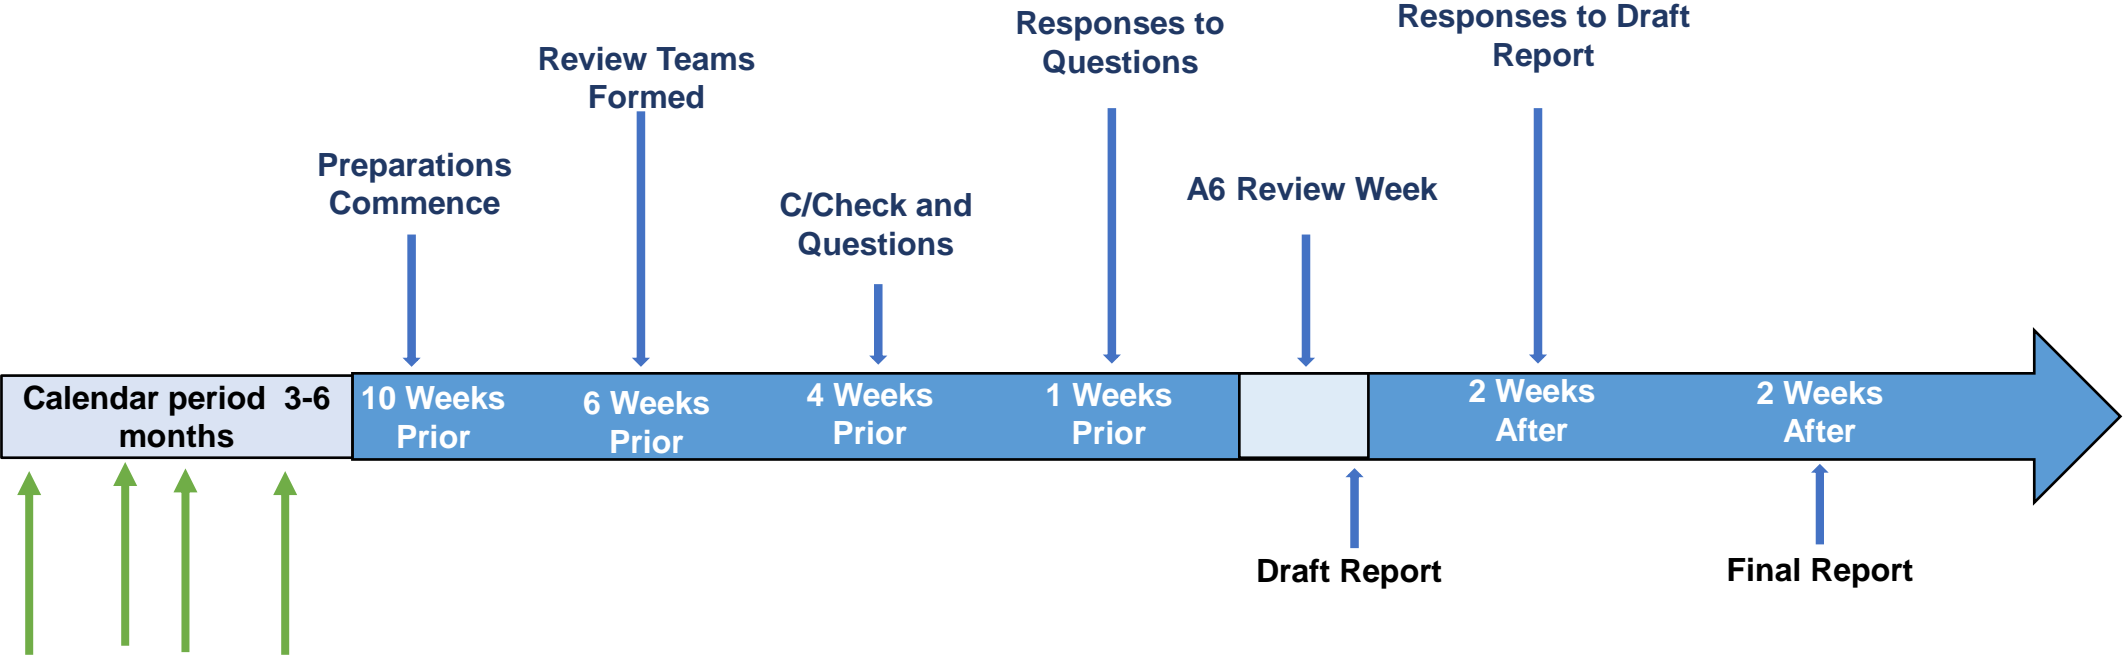 Responses to Draft
Report
Responses to
Questions
Review Teams
Formed
Preparations
Commence
A6 Review Week
C/Check and
Questions
Calendar period  3-6
months
10 Weeks
Prior
6 Weeks
Prior
4 Weeks
Prior
1 Weeks
Prior
2 Weeks
After
2 Weeks
After
Draft Report
Final Report